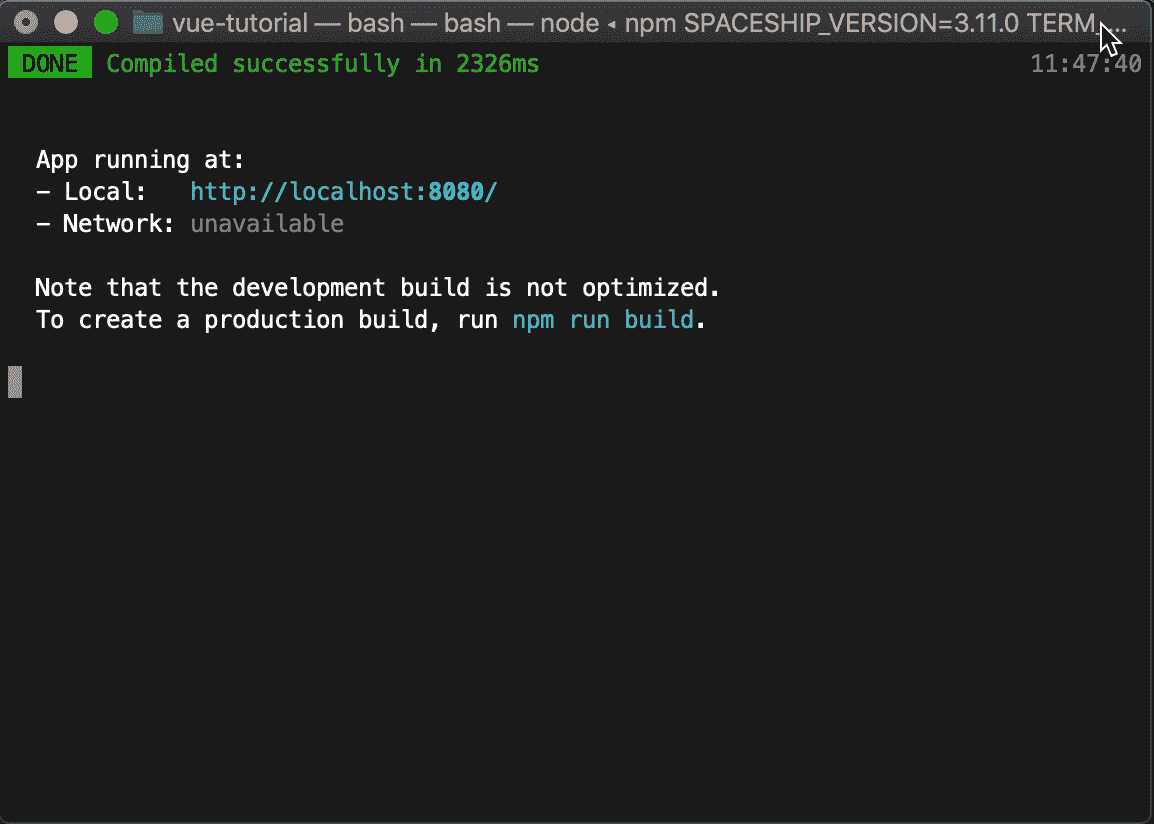 vue-tutorial — bash — bash — node ◂ npm SPACESHIP_VERSION=3.11.0 TERM_...
DONE Compiled successfully in 2326ms 11:47:40
App running at:
- Local: http://localhost:8080/
- Network: unavailable
Note that the development build is not optimized.
To create a production build, run npm run build.